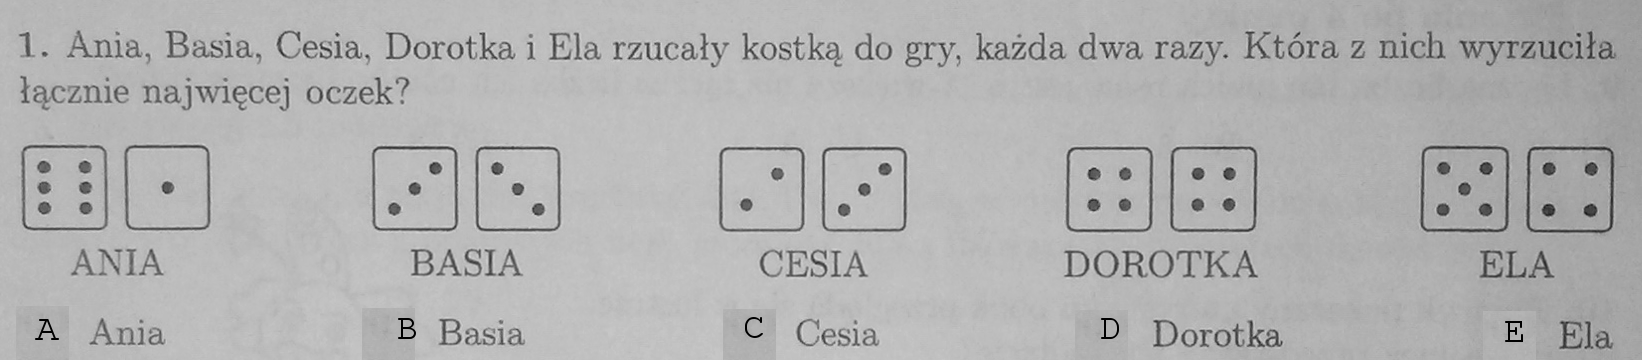 1. Ania, Basia, Cesia, Dorotka i Ela rzucały kostką do gry, każda dwa razy. Która z nich wyrzuciła
łącznie najwięcej oczek?
ANIA BASIA CESIA DOROTKA ELA
A Ania B Basia C Cesia D Dorotka E Ela